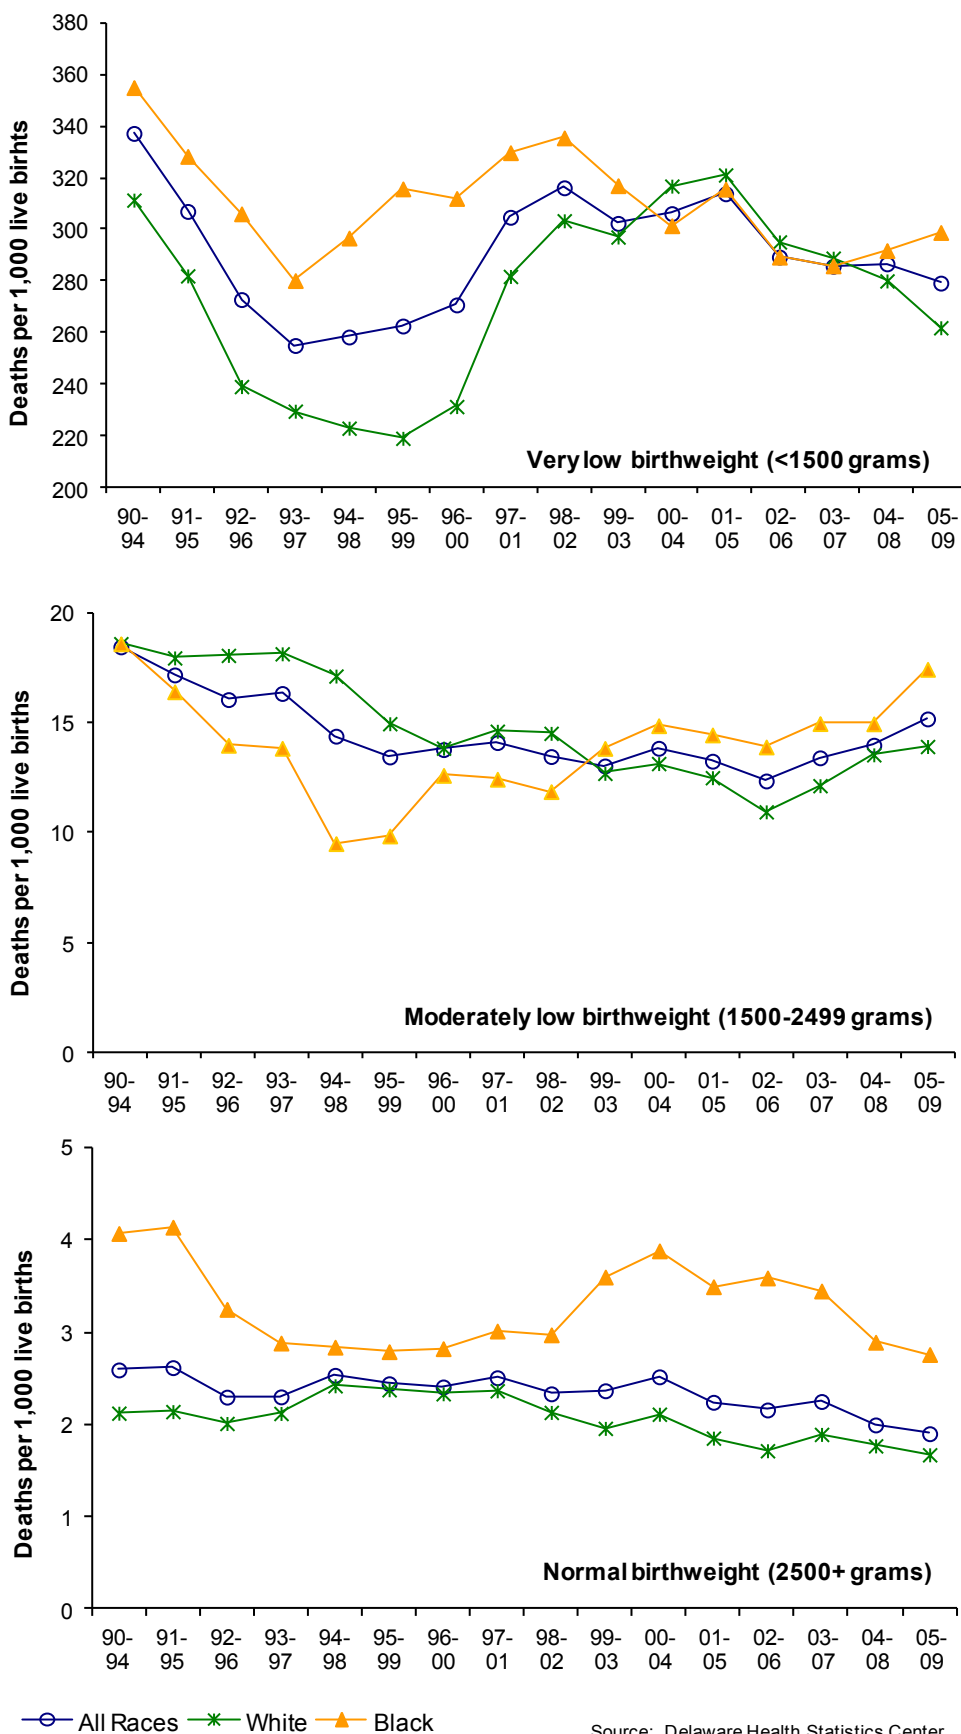 380
360
340
320
300
280
260
240
220
200
Deaths per 1,000 live birhts
Very low birthweight (<1500 grams)
90- 91- 92- 93- 94- 95- 96- 97- 98- 99- 00- 01- 02- 03- 04- 05-
94 95 96 97 98 99 00 01 02 03 04 05 06 07 08 09
20
15
10
5
0
Deaths per 1,000 live births
Moderately low birthweight (1500-2499 grams)
90- 91- 92- 93- 94- 95- 96- 97- 98- 99- 00- 01- 02- 03- 04- 05-
94 95 96 97 98 99 00 01 02 03 04 05 06 07 08 09
5
4
3
2
1
0
Deaths per 1,000 live births
Normal birthweight (2500+ grams)
90- 91- 92- 93- 94- 95- 96- 97- 98- 99- 00- 01- 02- 03- 04- 05-
94 95 96 97 98 99 00 01 02 03 04 05 06 07 08 09
All Races White Black
Source: Delaware Health Statistics Center